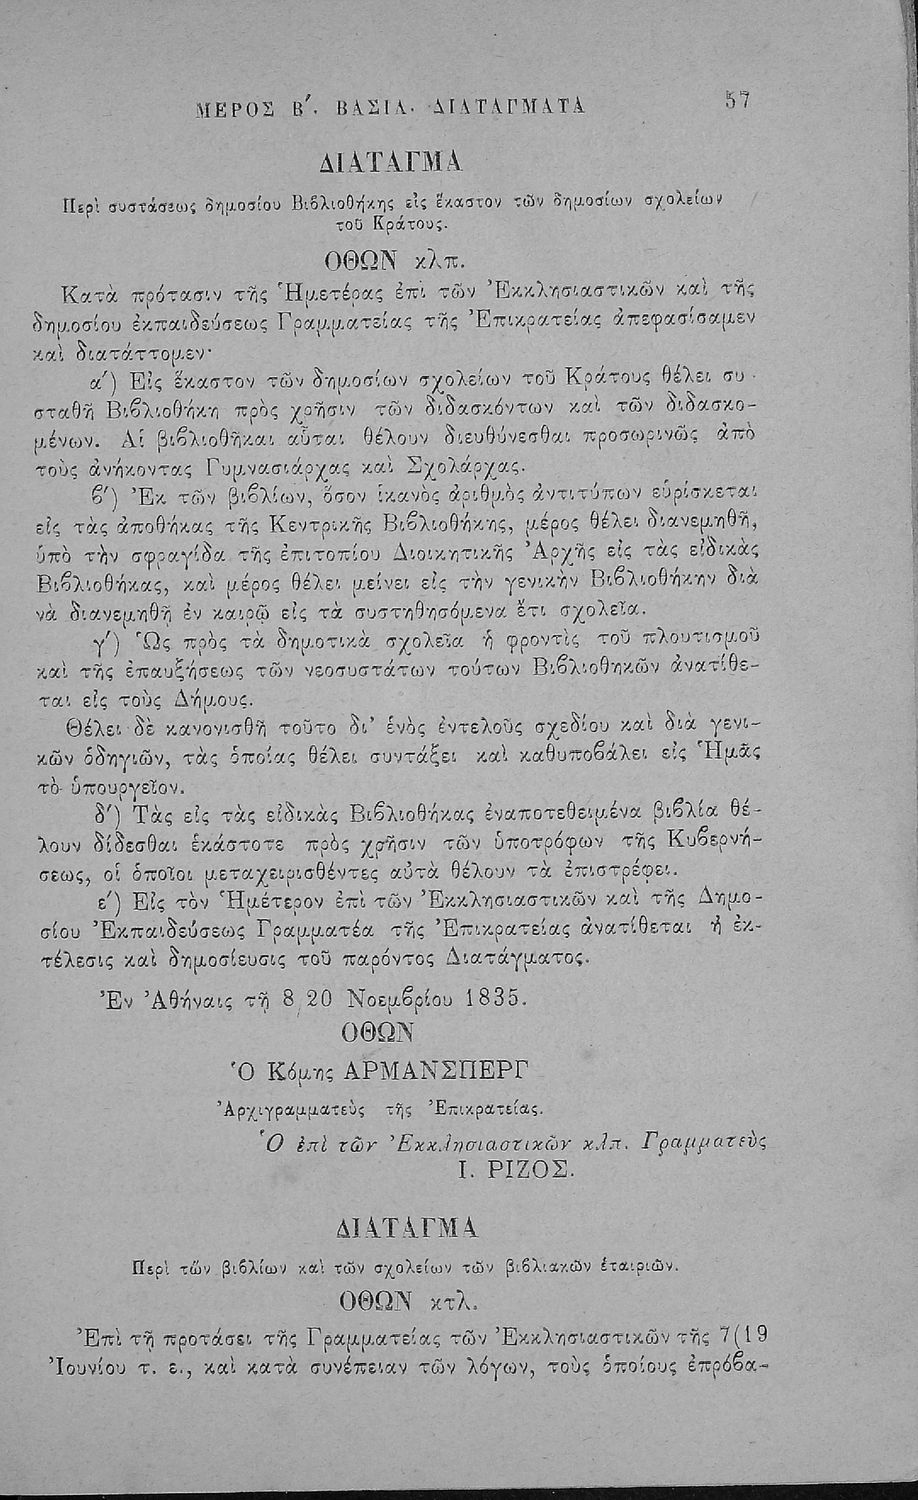 ΜΕΡΟΣ Β΄. ΒΑΣΙΛ. ΔΙΑΤΑΓΜΑΤΑ 57
ΔΙΑΤΑΓΜΑ
Περὶ συστάσεως δημοσίου Βιβλιοθήκης εἰς ἕκαστον τῶν δημοσίων σχολείων
τοῦ Κράτους.
ΟΘΩΝ κλπ.
Κατὰ πρότασιν τῆς Ἡμετέρας ἐπὶ τῶν Ἐκκλησιαστικῶν καὶ τῆς
δημοσίου ἐκπαιδεύσεως Γραμματείας τῆς Ἐπικρατείας ἀπεφασίσαμεν
καὶ διατάττομεν·
α΄) Εἰς ἕκαστον τῶν δημοσίων σχολείων τοῦ Κράτους θέλει συ-
σταθῆ Βιβλιοθήκη πρὸς χρῆσιν τῶν διδασκόντων καὶ τῶν διδασκο-
μένων. Αἱ βιβλιοθῆκαι αὗται θέλουν διευθύνεσθαι προσωρινῶς ἀπὸ
τοὺς ἀνήκοντας Γυμνασιάρχας καὶ Σχολάρχας.
ϐ΄) Ἐκ τῶν βιβλίων, ὅσον ἱκανὸς ἀριθμὸς ἀντιτύπων εὑρίσκεται
εἰς τὰς ἀποθήκας τῆς Κεντρικῆς Βιβλιοθήκης, μέρος θέλει διανεμηθῆ,
ὑπὸ τὴν σφραγίδα τῆς ἐπιτοπίου Διοικητικῆς Ἀρχῆς εἰς τὰς εἰδικὰς
Βιβλιοθήκας, καὶ μέρος θέλει μείνει εἰς τὴν γενικὴν Βιβλιοθήκην διὰ
νὰ διανεμηθῆ ἐν καιρῷ εἰς τὰ συστηθησόμενα ἔτι σχολεῖα.
γ΄) Ὡς πρὸς τὰ δημοτικὰ σχολεῖα ἡ φροντὶς τοῦ πλουτισμοῦ
καὶ τῆς ἐπαυξήσεως τῶν νεοσυστάτων τούτων Βιβλιοθηκῶν ἀνατίθε-
ται εἰς τοὺς Δήμους.
Θέλει δὲ κανονισθῆ τοῦτο δι' ἑνὸς ἐντελοῦς σχεδίου καὶ διὰ γενι-
κῶν ὁδηγιῶν, τὰς ὁποίας θέλει συντάξει καὶ καθυποβάλει εἰς Ἡμᾶς
τὸ ὑπουργεῖον.
δ΄) Τὰς εἰς τὰς εἰδικὰς Βιβλιοθήκας ἐναποτεθειμένα βιβλία θέ-
λουν δίδεσθαι ἑκάστοτε πρὸς χρῆσιν τῶν ὑποτρόφων τῆς Κυβερνή-
σεως, οἱ ὁποῖοι μεταχειρισθέντες αὐτὰ θέλουν τὰ ἐπιστρέφει.
ε΄) Εἰς τὸν Ἡμέτερον ἐπὶ τῶν Ἐκκλησιαστικῶν καὶ τῆς Δημο-
σίου Ἐκπαιδεύσεως Γραμματέα τῆς Ἐπικρατείας ἀνατίθεται ἡ ἐκ-
τέλεσις καὶ δημοσίευσις τοῦ παρόντος Διατάγματος.
Ἐν Ἀθήναις τῇ 8/20 Νοεμβρίου 1835.
ΟΘΩΝ
Ὁ Κόμης ΑΡΜΑΝΣΠΕΡΓ
Ἀρχιγραμματεὺς τῆς Ἐπικρατείας.
Ὁ ἐπὶ τῶν Ἐκκλησιαστικῶν κλπ. Γραμματεὺς
Ι. ΡΙΖΟΣ.
ΔΙΑΤΑΓΜΑ
Περὶ τῶν βιβλίων καὶ τῶν σχολείων τῶν βιβλιακῶν ἑταιριῶν.
ΟΘΩΝ κτλ.
Ἐπὶ τῇ προτάσει τῆς Γραμματείας τῶν Ἐκκλησιαστικῶν τῆς 7(19
Ἰουνίου τ. ε., καὶ κατὰ συνέπειαν τῶν λόγων, τοὺς ὁποίους ἐπρόβα-